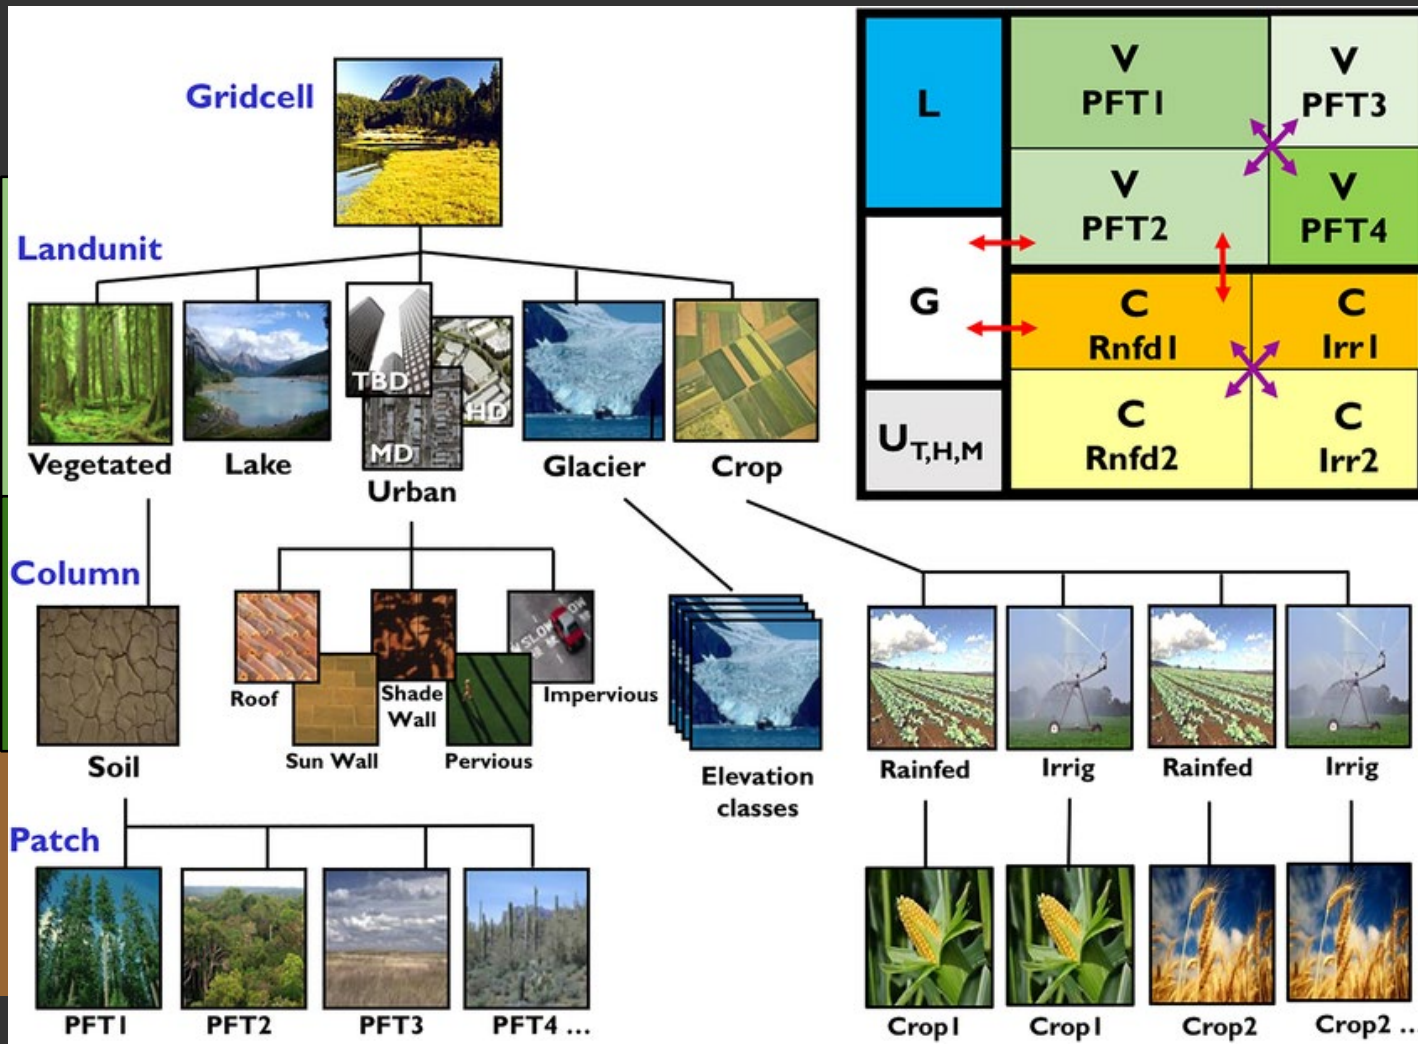 Gridcell
L
V
PFT1
V
PFT3
V
PFT2
V
PFT4
G
C
Rnfd1
C
Irr1
U T,H,M
C
Rnfd2
C
Irr2
Landunit
TBD
HD
MD
Vegetated
Lake
Urban
Glacier
Crop
Column
SLOW
SLOW
Roof
Shade
Wall
Impervious
Sun Wall
Pervious
Soil
Elevation
classes
Rainfed
Irrig
Rainfed
Irrig
Patch
PFT1
PFT2
PFT3
PFT4 ...
Crop1
Crop1
Crop2
Crop2 ...